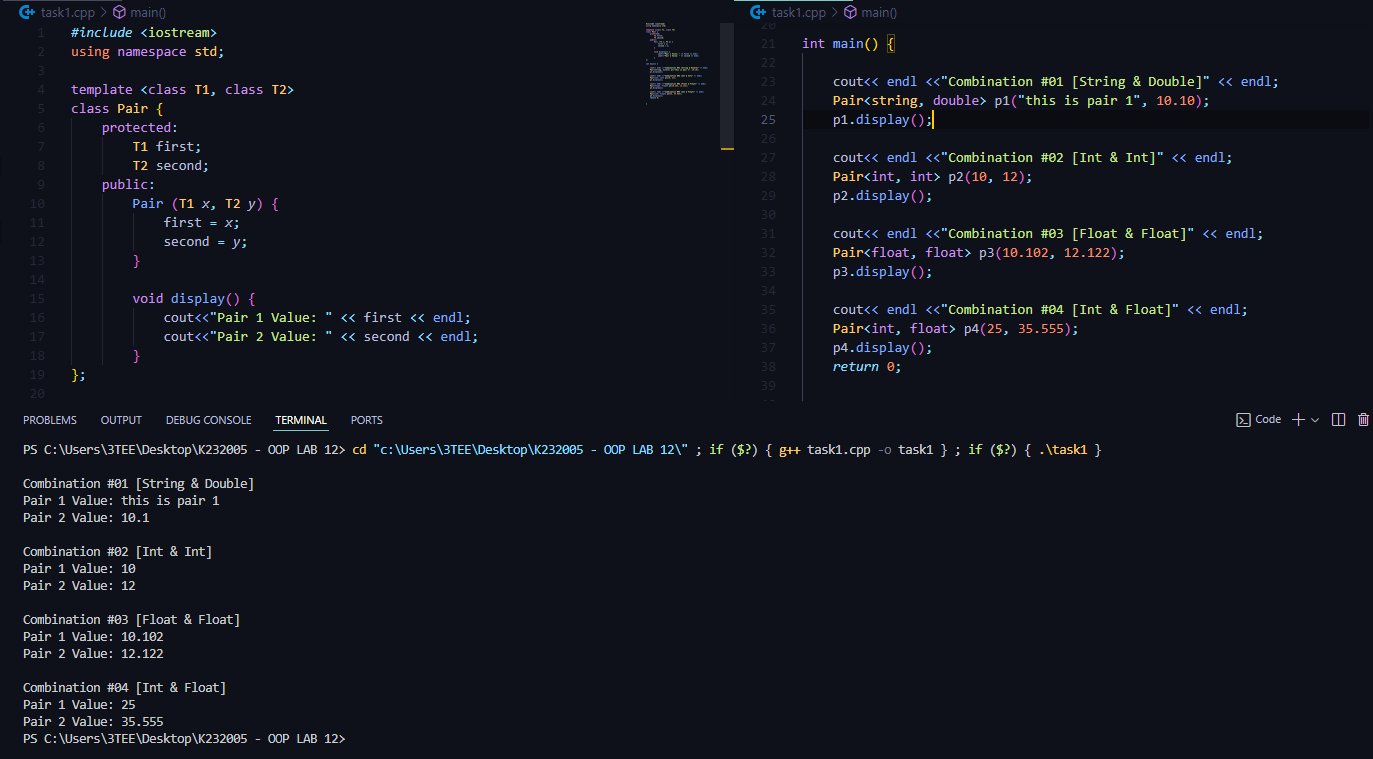 task1.cpp > main()
1 #include <iostream>
2 using namespace std;
3
4 template <class T1, class T2>
5 class Pair {
6 protected:
7 T1 first;
8 T2 second;
9 public:
10 Pair (T1 x, T2 y) {
11 first = x;
12 second = y;
13 }
14
15 void display() {
16 cout<<"Pair 1 Value: " << first << endl;
17 cout<<"Pair 2 Value: " << second << endl;
18 }
19 };
20
task1.cpp > main()
20
21 int main() {
22
23 cout<< endl <<"Combination #01 [String & Double]" << endl;
24 Pair<string, double> p1("this is pair 1", 10.10);
25 p1.display();
26
27 cout<< endl <<"Combination #02 [Int & Int]" << endl;
28 Pair<int, int> p2(10, 12);
29 p2.display();
30
31 cout<< endl <<"Combination #03 [Float & Float]" << endl;
32 Pair<float, float> p3(10.102, 12.122);
33 p3.display();
34
35 cout<< endl <<"Combination #04 [Int & Float]" << endl;
36 Pair<int, float> p4(25, 35.555);
37 p4.display();
38 return 0;
39
PROBLEMS OUTPUT DEBUG CONSOLE TERMINAL PORTS Code
PS C:\Users\3TEE\Desktop\K232005 - OOP LAB 12> cd "c:\Users\3TEE\Desktop\K232005 - OOP LAB 12\" ; if ($?) { g++ task1.cpp -o task1 } ; if ($?) { .\task1 }
Combination #01 [String & Double]
Pair 1 Value: this is pair 1
Pair 2 Value: 10.1
Combination #02 [Int & Int]
Pair 1 Value: 10
Pair 2 Value: 12
Combination #03 [Float & Float]
Pair 1 Value: 10.102
Pair 2 Value: 12.122
Combination #04 [Int & Float]
Pair 1 Value: 25
Pair 2 Value: 35.555
PS C:\Users\3TEE\Desktop\K232005 - OOP LAB 12>